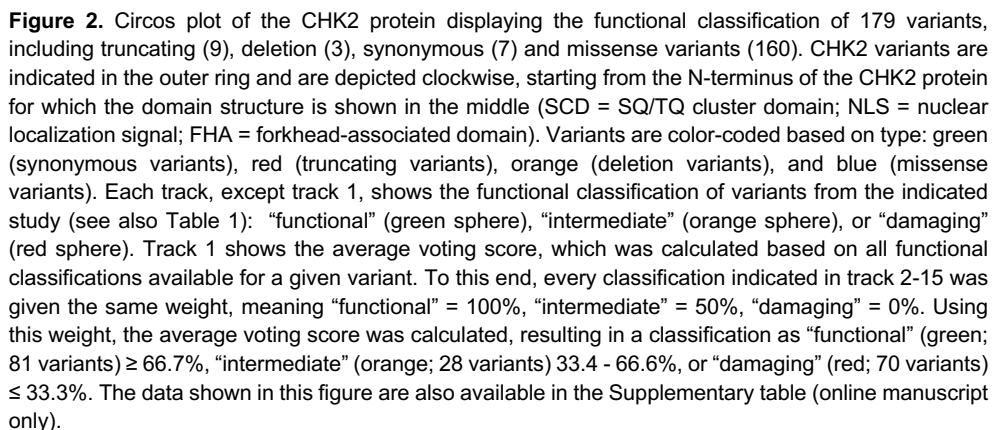 Figure 2. Circos plot of the CHK2 protein displaying the functional classification of 179 variants,
including truncating (9), deletion (3), synonymous (7) and missense variants (160). CHK2 variants are
indicated in the outer ring and are depicted clockwise, starting from the N-terminus of the CHK2 protein
for which the domain structure is shown in the middle (SCD = SQ/TQ cluster domain; NLS = nuclear
localization signal; FHA = forkhead-associated domain). Variants are color-coded based on type: green
(synonymous variants), red (truncating variants), orange (deletion variants), and blue (missense
variants). Each track, except track 1, shows the functional classification of variants from the indicated
study (see also Table 1): “functional” (green sphere), “intermediate” (orange sphere), or “damaging”
(red sphere). Track 1 shows the average voting score, which was calculated based on all functional
classifications available for a given variant. To this end, every classification indicated in track 2-15 was
given the same weight, meaning “functional” = 100%, “intermediate” = 50%, “damaging” = 0%. Using
this weight, the average voting score was calculated, resulting in a classification as “functional” (green;
81 variants) ≥ 66.7%, “intermediate” (orange; 28 variants) 33.4 - 66.6%, or “damaging” (red; 70 variants)
≤ 33.3%. The data shown in this figure are also available in the Supplementary table (online manuscript
only).